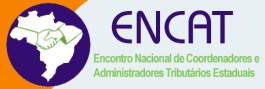 ENCAT
Encontro Nacional de Coordenadores e
Administradores Tributários Estaduais